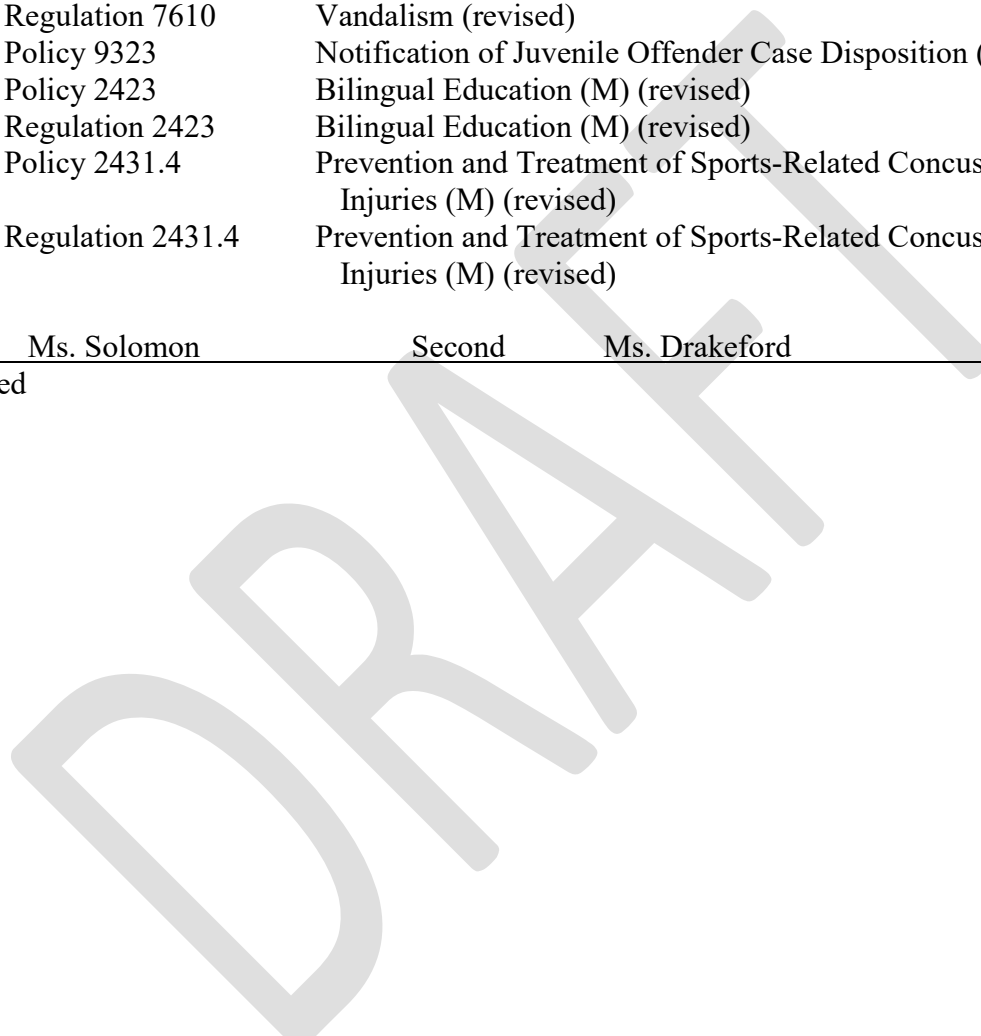 Regulation 7610 Vandalism (revised)
Policy 9323 Notification of Juvenile Offender Case Disposition (
Policy 2423 Bilingual Education (M) (revised)
Regulation 2423 Bilingual Education (M) (revised)
Policy 2431.4 Prevention and Treatment of Sports-Related
Injuries (M) (revised)
Regulation 2431.4 Prevention and Treatment of Sports-Related
Injuries (M) (revised)
Ms. Solomon Second Ms. Drakeford
DRAFT